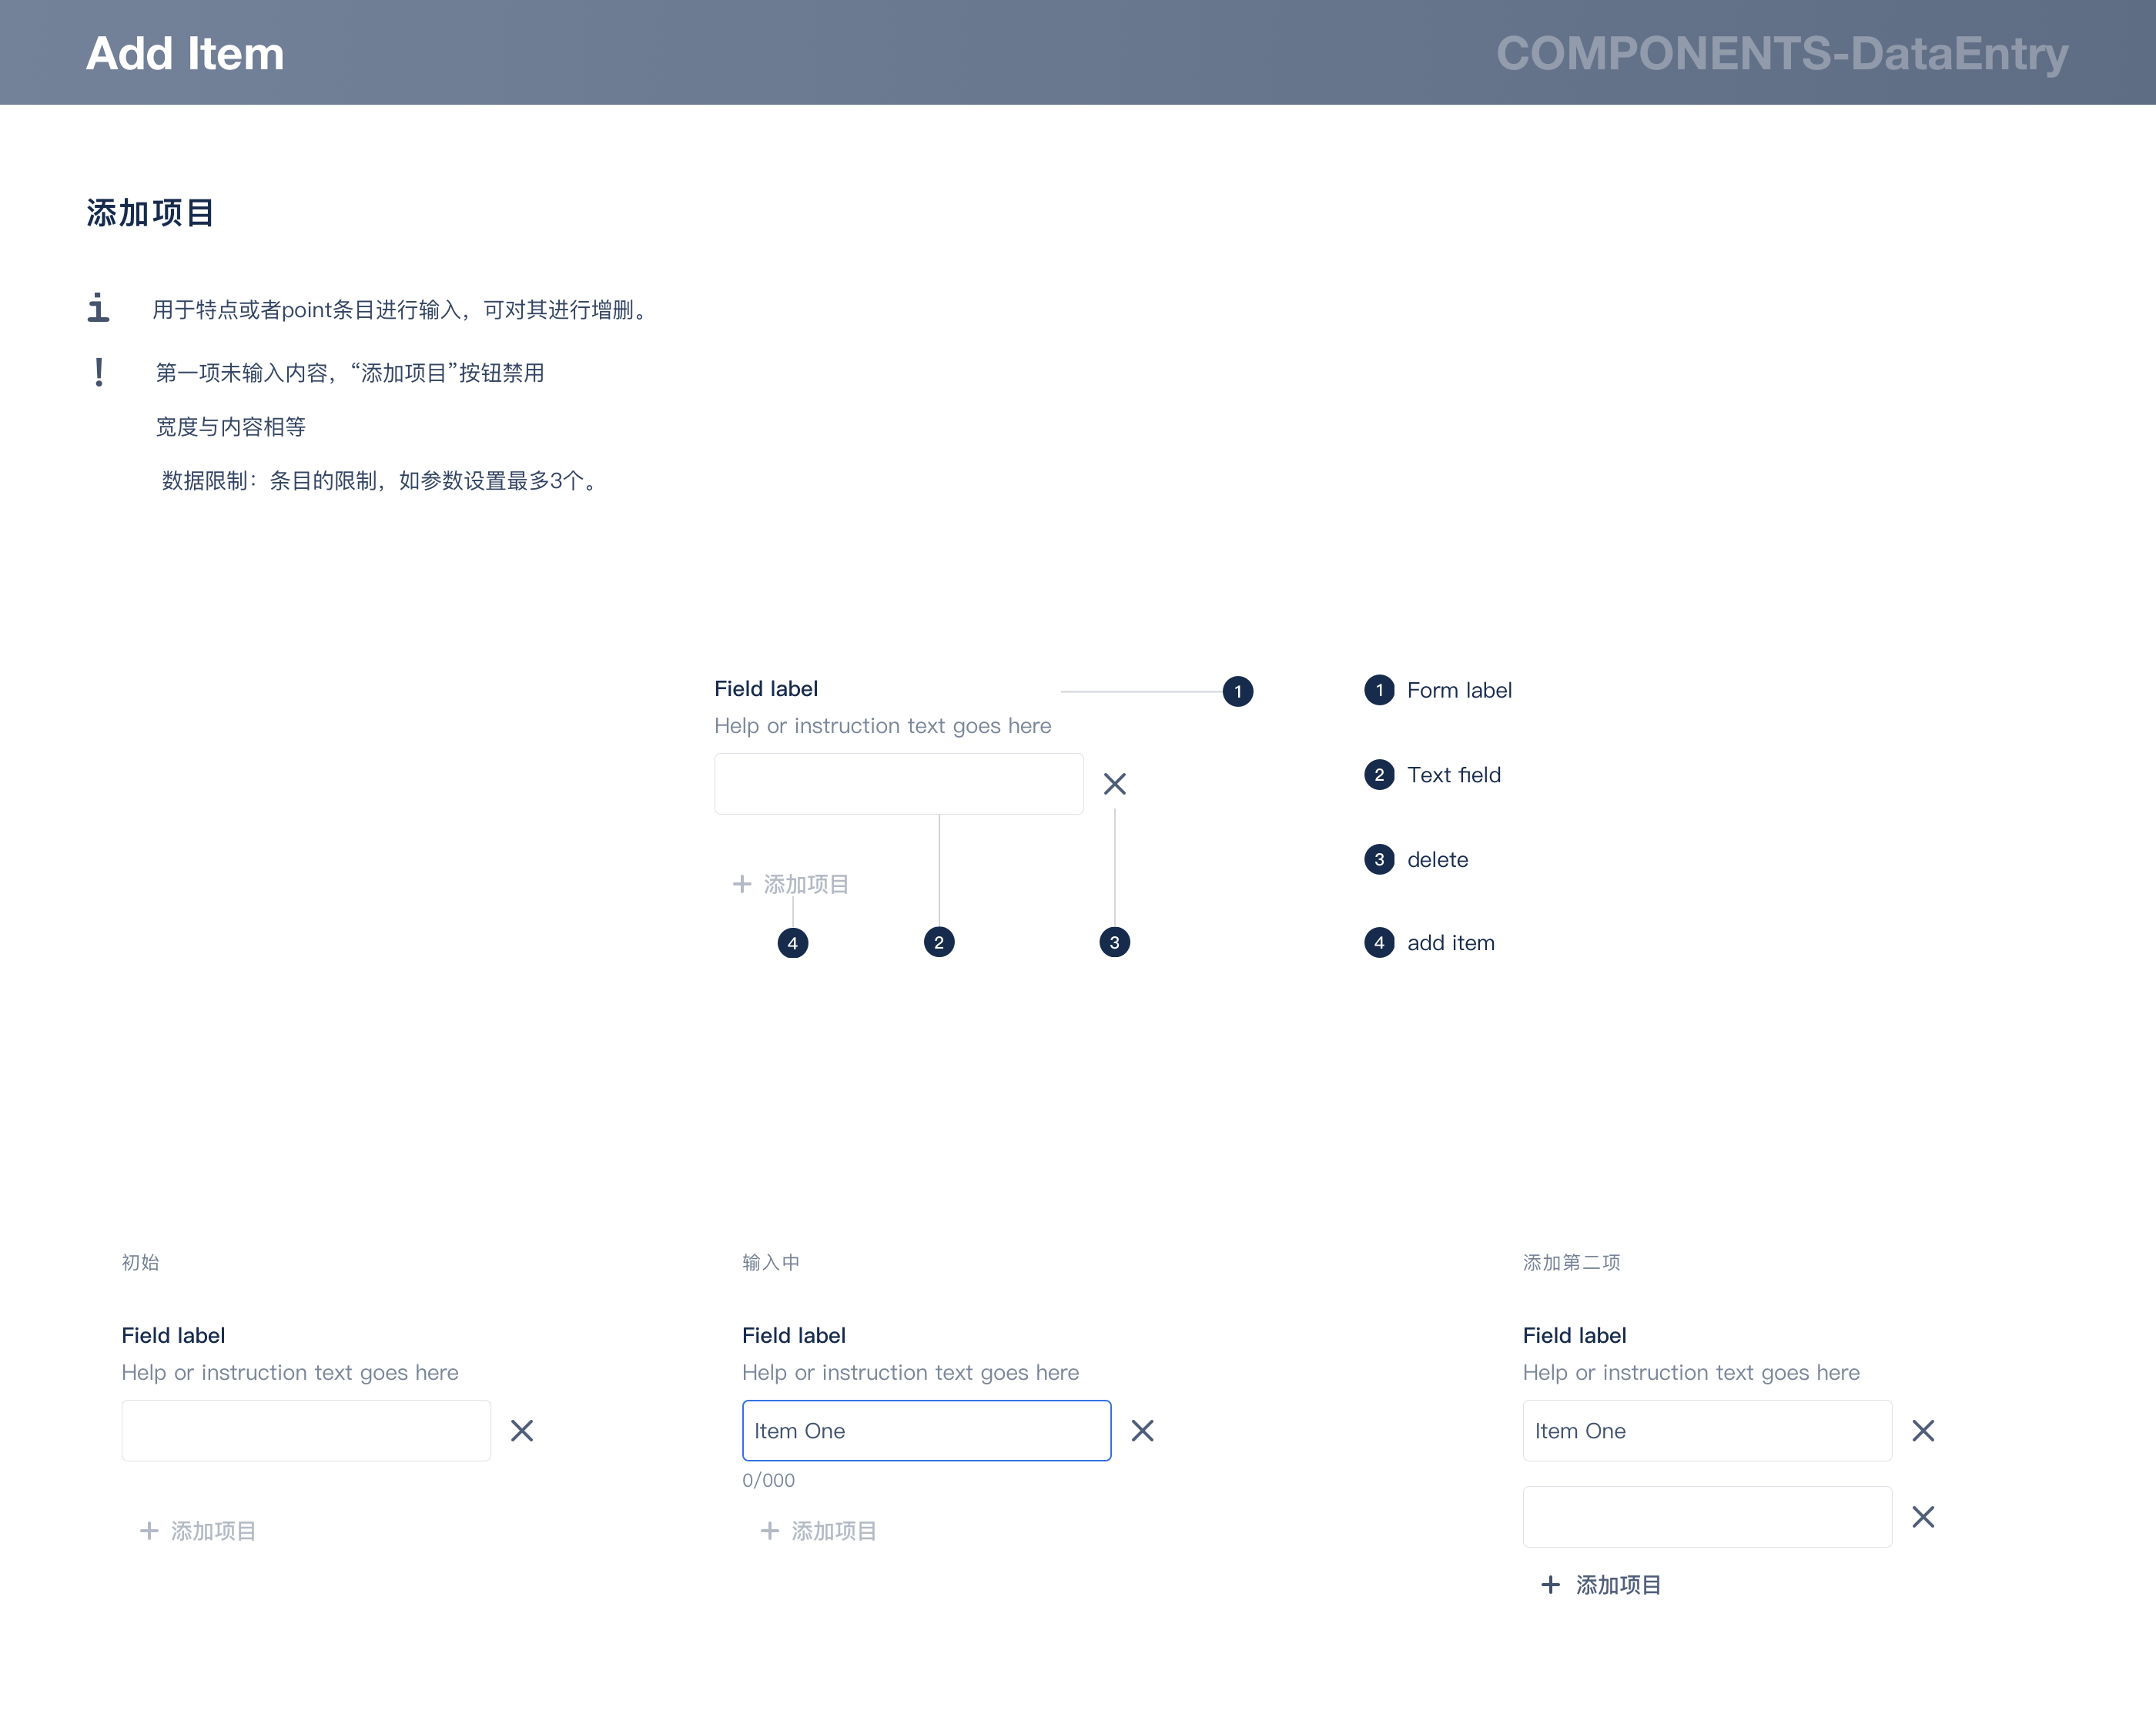 Add Item
COMPONENTS-DataEntry
添加项目
i 用于特点或者point条目进行输入，可对其进行增删。
! 第一项未输入内容，“添加项目”按钮禁用
宽度与内容相等
数据限制：条目的限制，如参数设置最多3个。
Field label
1
Help or instruction text goes here
+ 添加项目
4
2
3
1 Form label
2 Text field
3 delete
4 add item
初始
Field label
Help or instruction text goes here
+ 添加项目
输入中
Field label
Help or instruction text goes here
Item One
0/000
+ 添加项目
添加第二项
Field label
Help or instruction text goes here
Item One
+ 添加项目